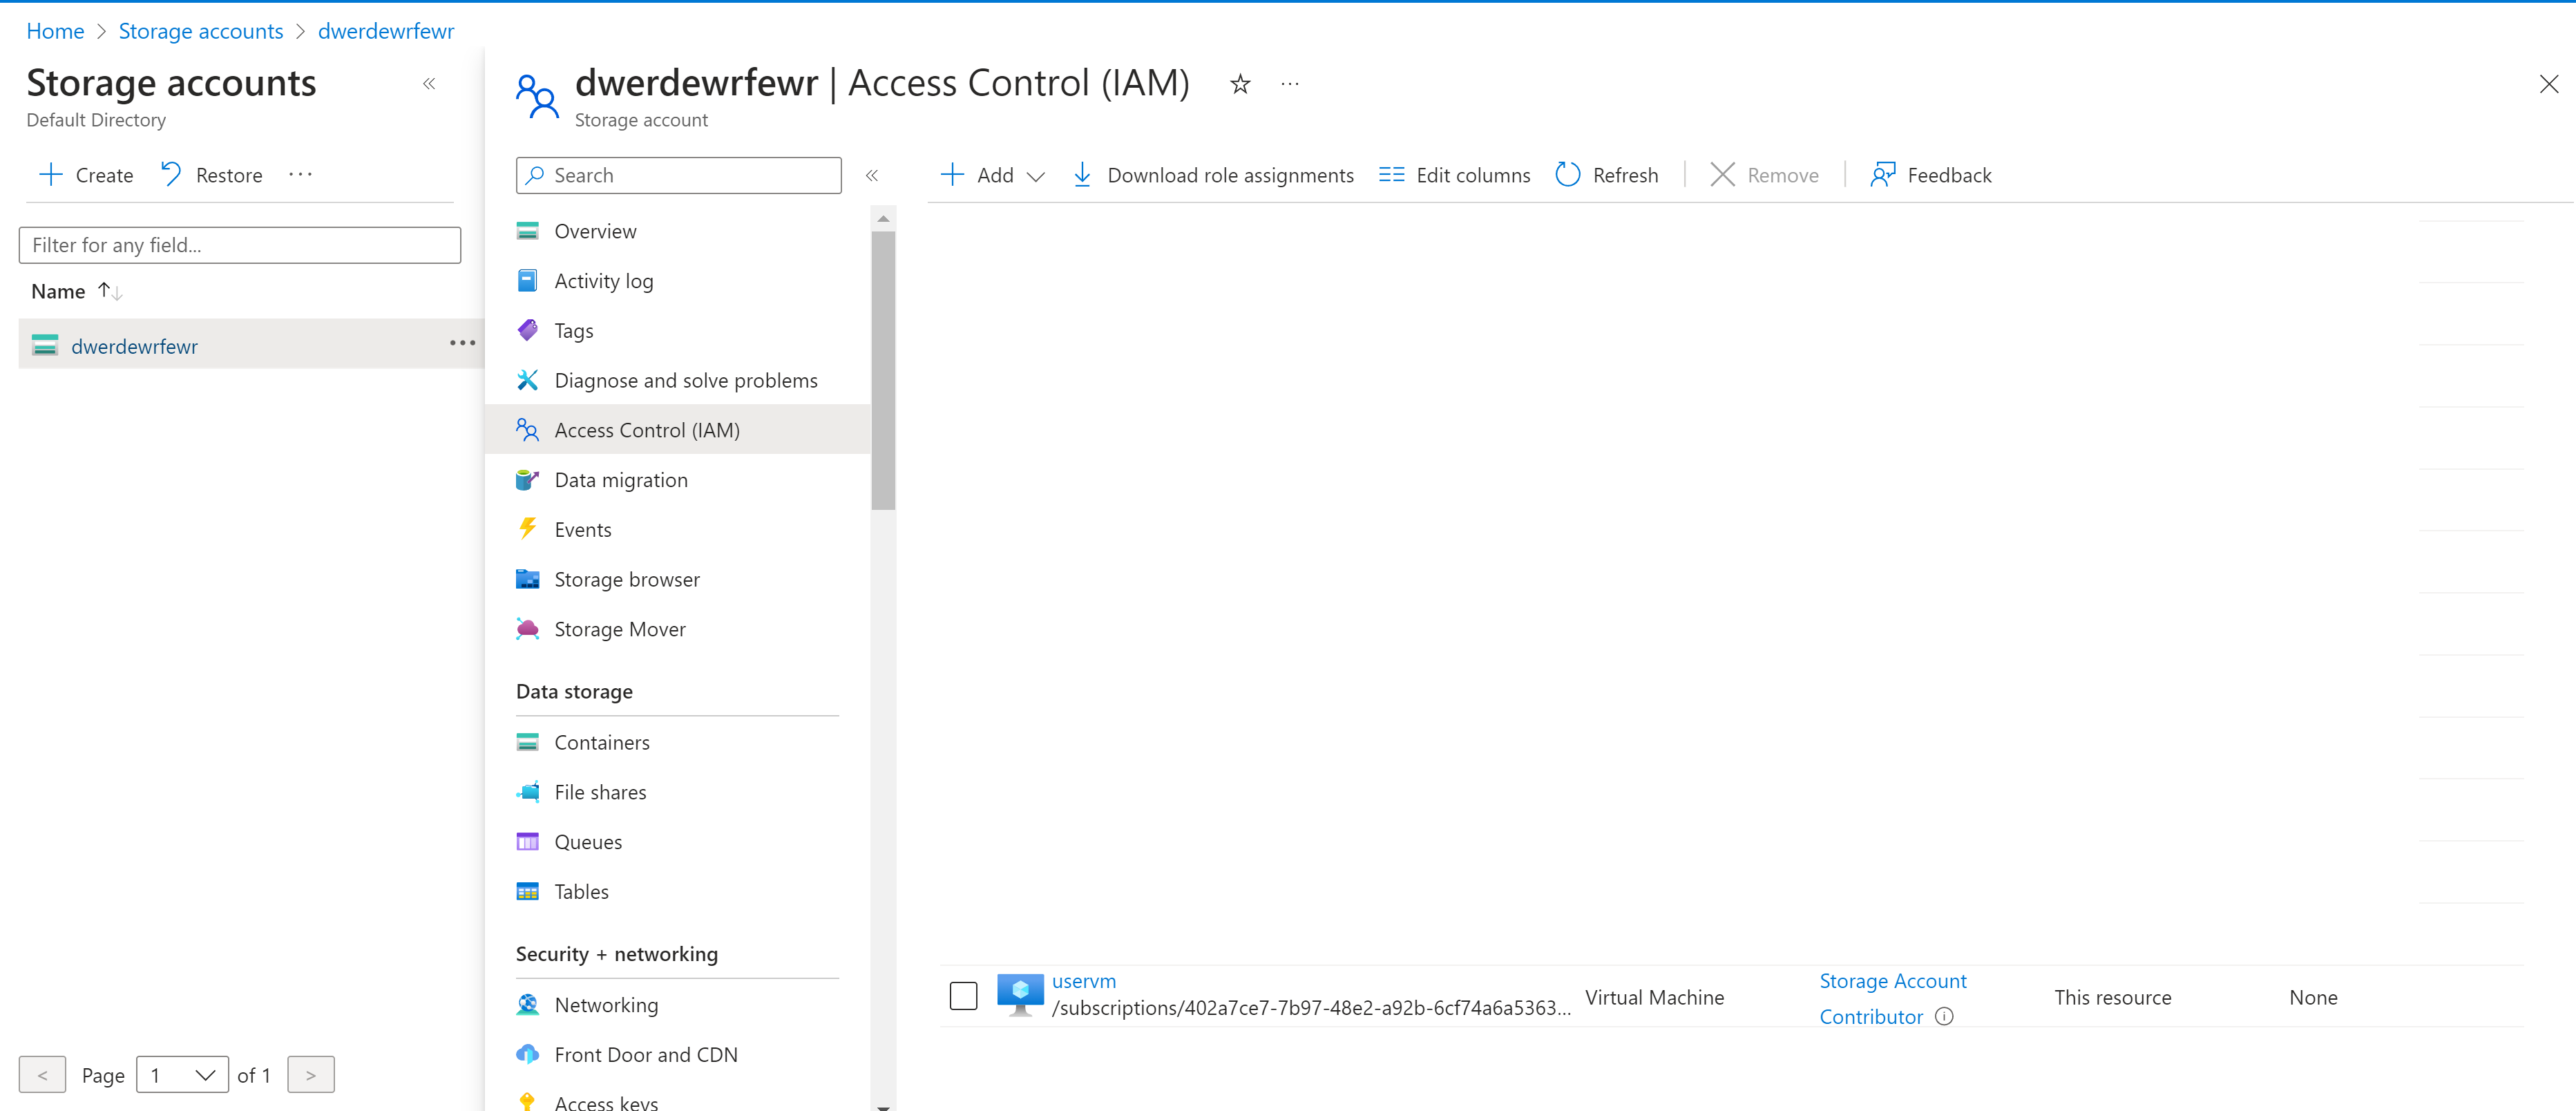 Home > Storage accounts > dwerdewrfewr
Storage accounts
Default Directory
Create Restore ...
Filter for any field...
Name
dwerdewrfewr ...
< Page 1 of 1 >
dwerdewrfewr | Access Control (IAM) ...
Storage account
Search
Overview
Activity log
Tags
Diagnose and solve problems
Access Control (IAM)
Data migration
Events
Storage browser
Storage Mover
Data storage
Containers
File shares
Queues
Tables
Security + networking
Networking
Front Door and CDN
Access keys
Add Download role assignments Edit columns Refresh Remove Feedback
uservm
/subscriptions/402a7ce7-7b97-48e2-a92b-6cf74a6a5363...
Virtual Machine
Storage Account
Contributor
This resource
None